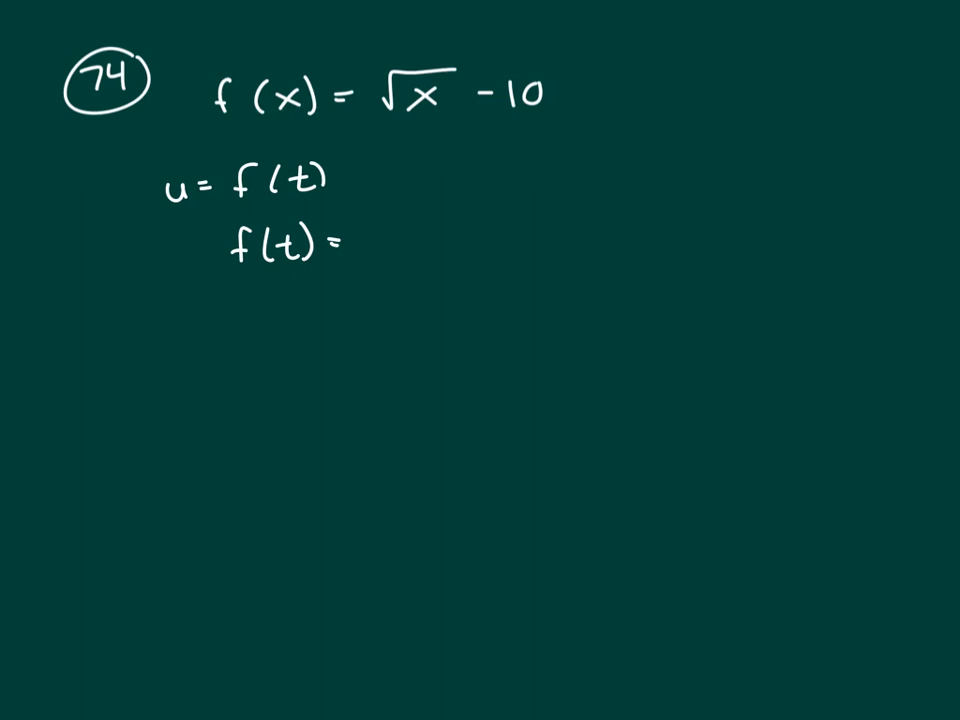 74 f(x) = √x - 10
u = f(t)
f(t) =